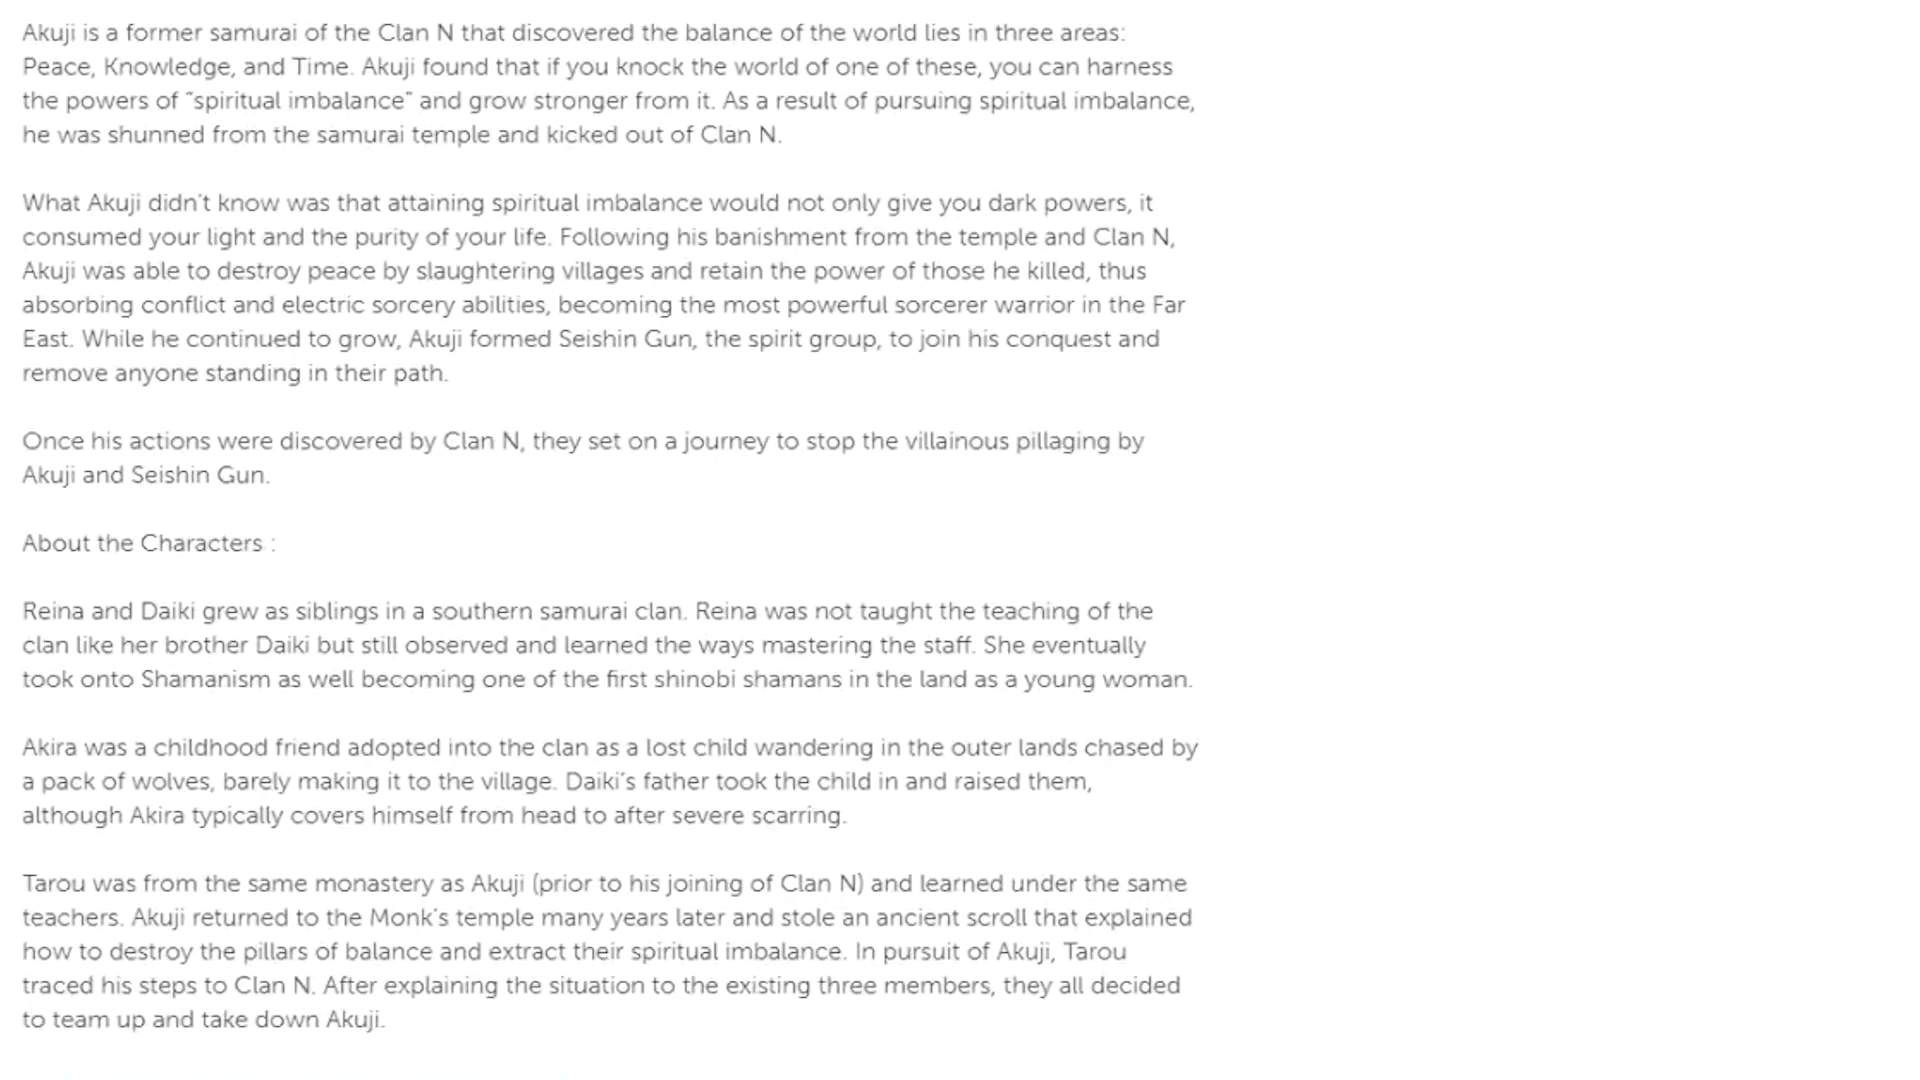 Akuji is a former samurai of the Clan N that discovered the balance of the world lies in three areas:
Peace, Knowledge, and Time. Akuji found that if you knock the world of one of these, you can harness
the powers of "spiritual imbalance" and grow stronger from it. As a result of pursuing spiritual imbalance,
he was shunned from the samurai temple and kicked out of Clan N.
What Akuji didn't know was that attaining spiritual imbalance would not only give you dark powers, it
consumed your light and the purity of your life. Following his banishment from the temple and Clan N,
Akuji was able to destroy peace by slaughtering villages and retain the power of those he killed, thus
absorbing conflict and electric sorcery abilities, becoming the most powerful sorcerer warrior in the Far
East. While he continued to grow, Akuji formed Seishin Gun, the spirit group, to join his conquest and
remove anyone standing in their path.
Once his actions were discovered by Clan N, they set on a journey to stop the villainous pillaging by
Akuji and Seishin Gun.
About the Characters :
Reina and Daiki grew as siblings in a southern samurai clan. Reina was not taught the teaching of the
clan like her brother Daiki but still observed and learned the ways mastering the staff. She eventually
took onto Shamanism as well becoming one of the first shinobi shamans in the land as a young woman.
Akira was a childhood friend adopted into the clan as a lost child wandering in the outer lands chased by
a pack of wolves, barely making it to the village. Daiki's father took the child in and raised them,
although Akira typically covers himself from head to after severe scarring.
Tarou was from the same monastery as Akuji (prior to his joining of Clan N) and learned under the same
teachers. Akuji returned to the Monk's temple many years later and stole an ancient scroll that explained
how to destroy the pillars of balance and extract their spiritual imbalance. In pursuit of Akuji, Tarou
traced his steps to Clan N. After explaining the situation to the existing three members, they all decided
to team up and take down Akuji.